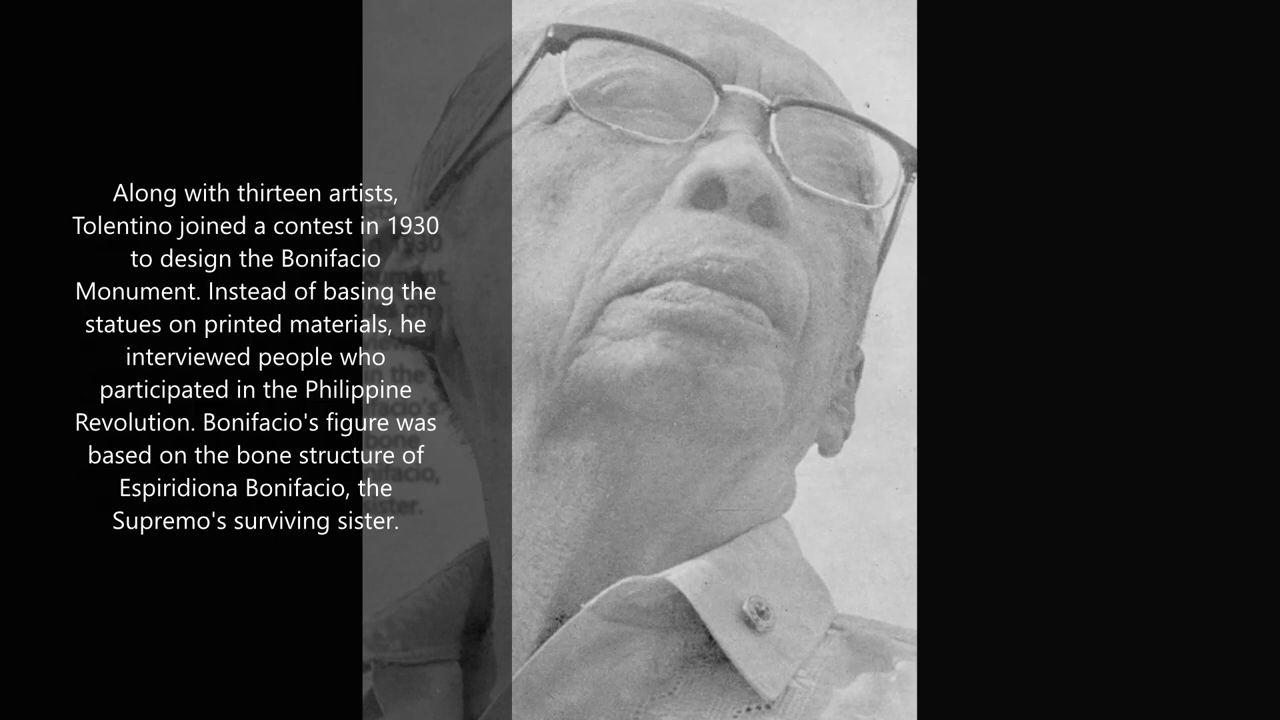 Along with thirteen artists,
Tolentino joined a contest in 1930
to design the Bonifacio
Monument. Instead of basing the
statues on printed materials, he
interviewed people who
participated in the Philippine
Revolution. Bonifacio's figure was
based on the bone structure of
Espiridiona Bonifacio, the
Supremo's surviving sister.